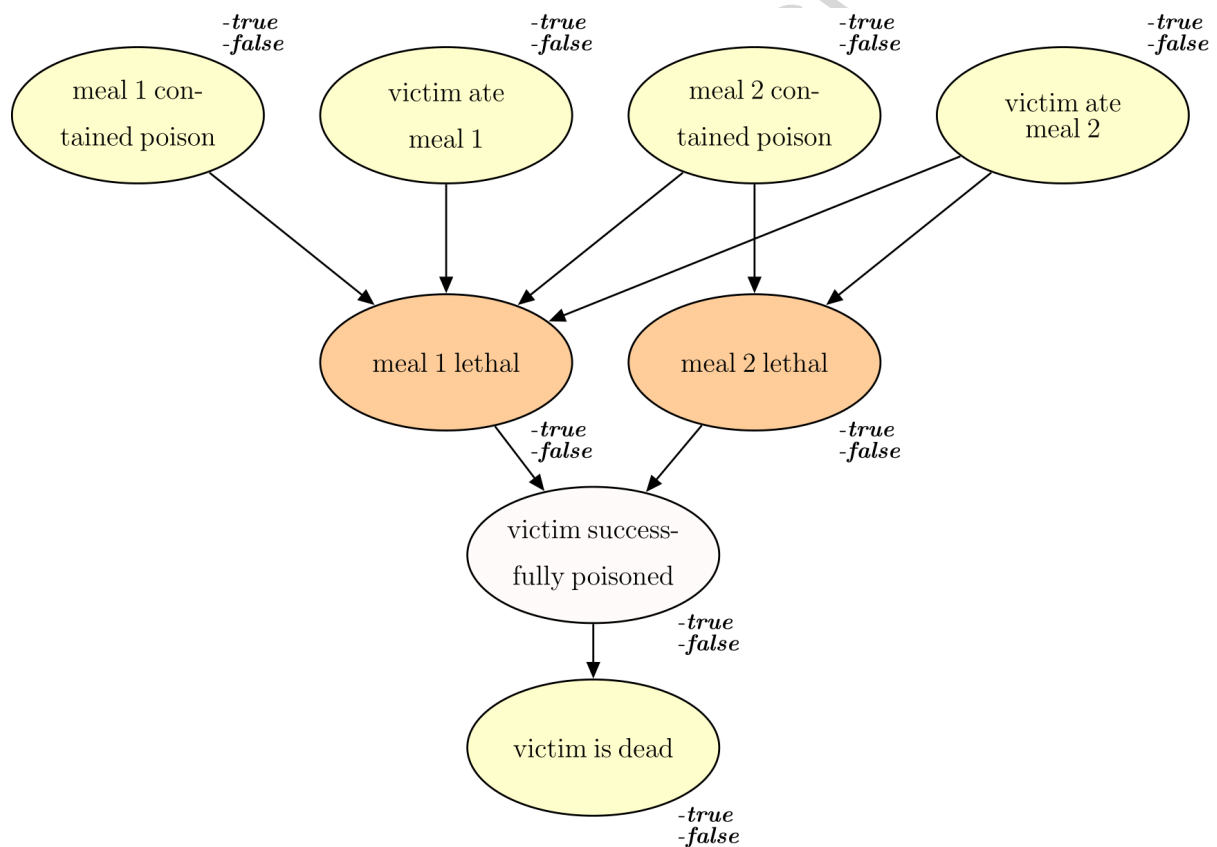 -true
-false
-true
-false
-true
-false
-true
-false
meal 1 con-
tained poison
victim ate
meal 1
meal 2 con-
tained poison
victim ate
meal 2
meal 1 lethal
meal 2 lethal
-true
-false
-true
-false
victim success-
fully poisoned
-true
-false
victim is dead
-true
-false